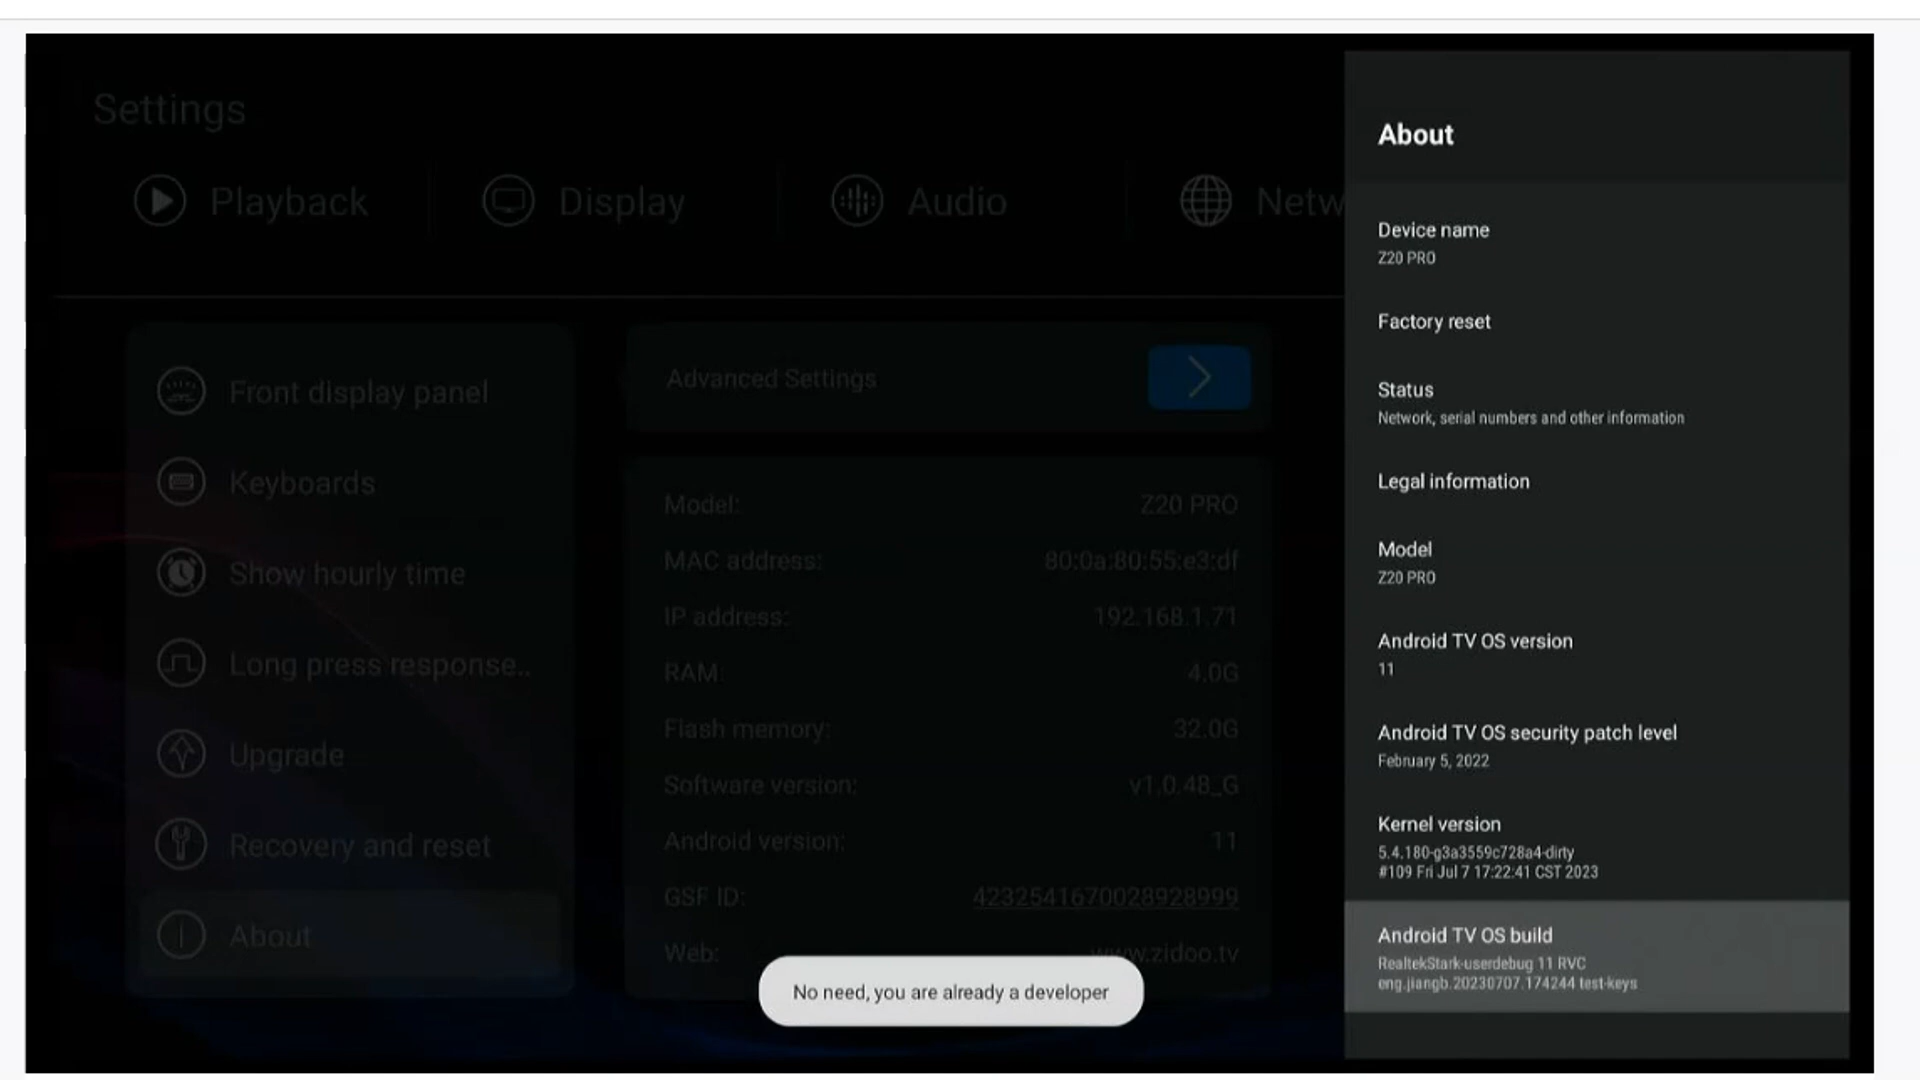 Settings
Playback
Display
Audio
Netw
Front display panel
Keyboards
Show hourly time
Long press response..
Upgrade
Recovery and reset
About
Advanced Settings
Model: Z20 PRO
MAC address: 80:0a:80:55:e3:df
IP address: 192.168.1.71
RAM: 4.0G
Flash memory: 32.0G
Software version: v1.0.48_G
Android version: 11
GSF ID: 4232541670028928999
Web: www.zidoo.tv
No need, you are already a developer
About
Device name
Z20 PRO
Factory reset
Status
Network, serial numbers and other information
Legal information
Model
Z20 PRO
Android TV OS version
11
Android TV OS security patch level
February 5, 2022
Kernel version
5.4.180-g3a3559c728a4-dirty
#109 Fri Jul 7 17:22:41 CST 2023
Android TV OS build
RealtekStark-userdebug 11 RVC
eng.jiangb.20230707.174244 test-keys